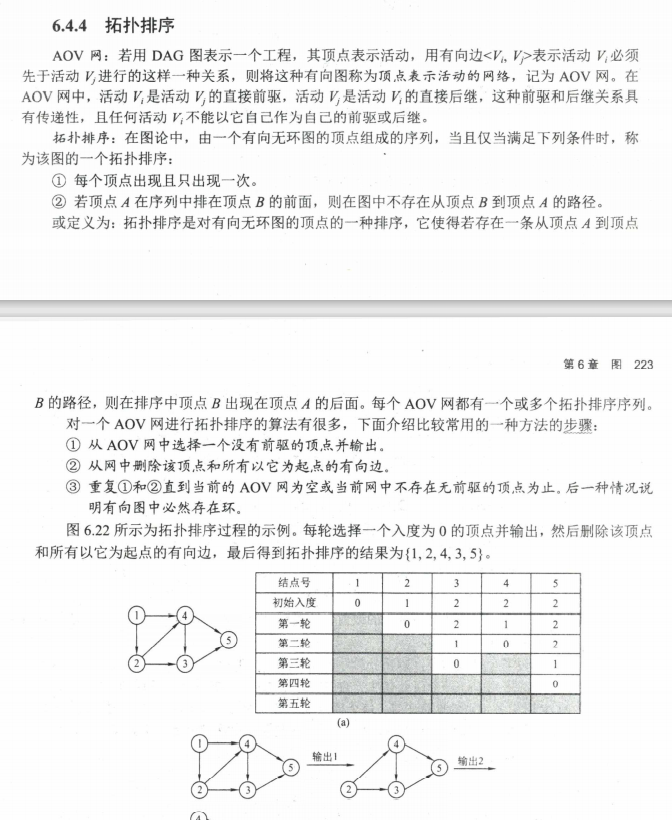 6.4.4 拓扑排序
AOV 网：若用 DAG 图表示一个工程，其顶点表示活动，用有向边<Vi, Vj>表示活动 Vi必须
先于活动 Vj进行的这样一种关系，则将这种有向图称为顶点表示活动的网络，记为 AOV 网。在
AOV 网中，活动 Vi是活动 Vj的直接前驱，活动 Vj是活动 Vi的直接后继，这种前驱和后继关系具
有传递性，且任何活动 Vi不能以它自己作为自己的前驱或后继。
拓扑排序：在图论中，由一个有向无环图的顶点组成的序列，当且仅当满足下列条件时，称
为该图的一个拓扑排序：
① 每个顶点出现且只出现一次。
② 若顶点 A 在序列中排在顶点 B 的前面，则在图中不存在从顶点 B 到顶点 A 的路径。
或定义为：拓扑排序是对有向无环图的顶点的一种排序，它使得若存在一条从顶点 A 到顶点
第 6 章 图 223
B 的路径，则在排序中顶点 B 出现在顶点 A 的后面。每个 AOV 网都有一个或多个拓扑排序序列。
对一个 AOV 网进行拓扑排序的算法有很多，下面介绍比较常用的一种方法的步骤：
① 从 AOV 网中选择一个没有前驱的顶点并输出。
② 从网中删除该顶点和所有以它为起点的有向边。
③ 重复①和②直到当前的 AOV 网为空或当前网中不存在无前驱的顶点为止。后一种情况说
明有向图中必然存在环。
图 6.22 所示为拓扑排序过程的示例。每轮选择一个入度为 0 的顶点并输出，然后删除该顶点
和所有以它为起点的有向边，最后得到拓扑排序的结果为{1, 2, 4, 3, 5}。
1 4
5
2 3
结点号 1 2 3 4 5
初始入度 0 1 2 2 2
第一轮 0 2 1 2
第二轮 1 0 2
第三轮 0 1
第四轮 0
第五轮
(a)
1 4
5
2 3
输出1
4
5
2 3
输出2
4